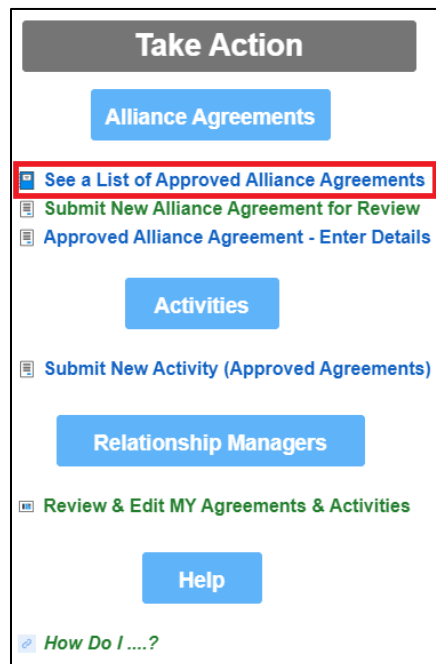 Take Action
Alliance Agreements
See a List of Approved Alliance Agreements
Submit New Alliance Agreement for Review
Approved Alliance Agreement - Enter Details
Activities
Submit New Activity (Approved Agreements)
Relationship Managers
Review & Edit MY Agreements & Activities
Help
How Do I ....?